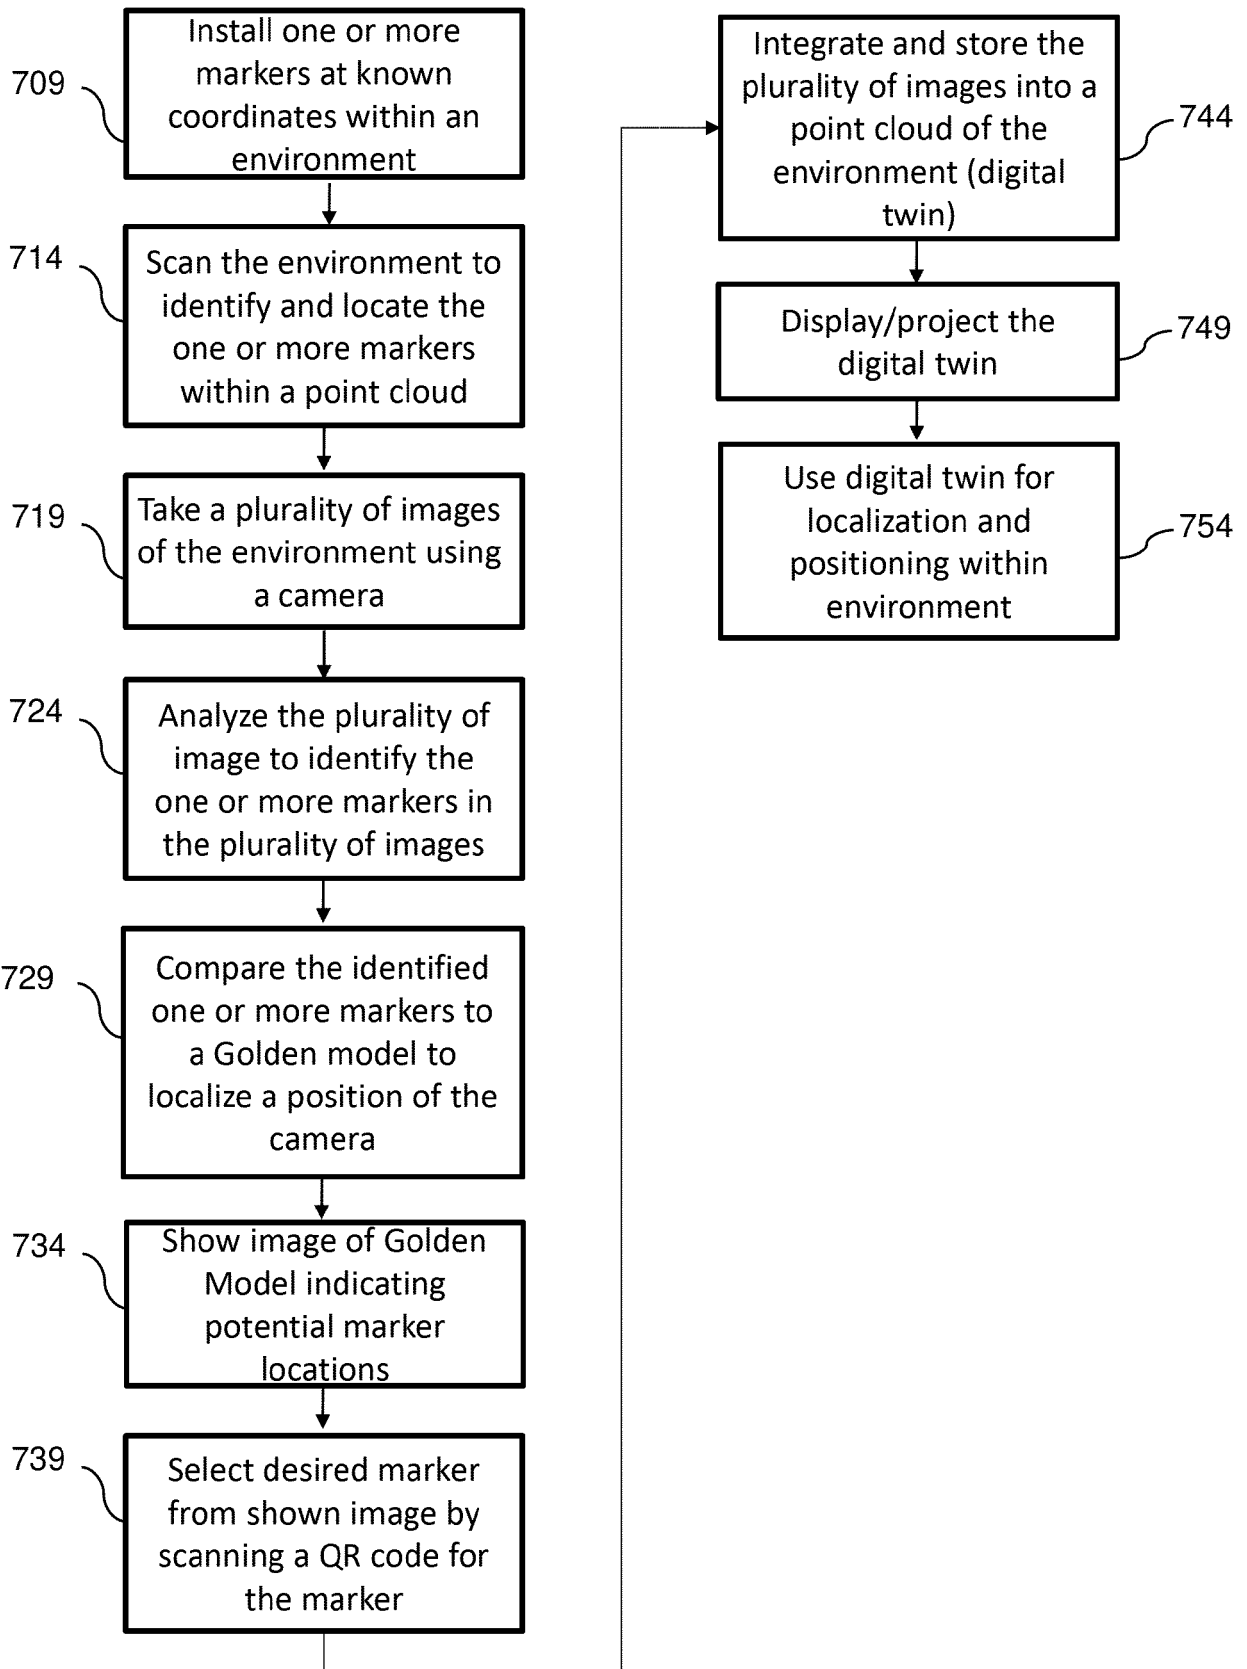 709
Install one or more
markers at known
coordinates within an
environment
714
Scan the environment to
identify and locate the
one or more markers
within a point cloud
719
Take a plurality of images
of the environment using
a camera
724
Analyze the plurality of
image to identify the
one or more markers in
the plurality of images
729
Compare the identified
one or more markers to
a Golden model to
localize a position of the
camera
734
Show image of Golden
Model indicating
potential marker
locations
739
Select desired marker
from shown image by
scanning a QR code for
the marker
Integrate and store the
plurality of images into a
point cloud of the
environment (digital
twin)
744
Display/project the
digital twin
749
Use digital twin for
localization and
positioning within
environment
754